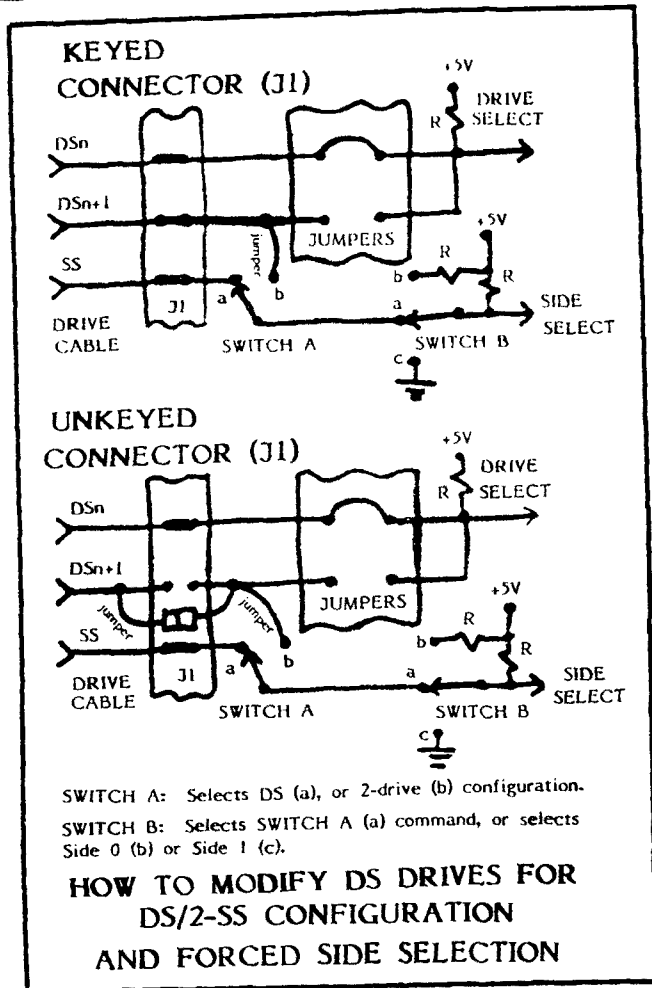 KEYED
CONNECTOR (J1)
+5V
R
DRIVE
SELECT
DSn
DSn+1
jumper
JUMPERS
+5V
b
R
R
SS
J1
a
b
a
SIDE
SELECT
DRIVE
CABLE
SWITCH A
SWITCH B
c
UNKEYED
CONNECTOR (J1)
+5V
R
DRIVE
SELECT
DSn
DSn+1
jumper
jumper
JUMPERS
+5V
b
R
R
SS
J1
a
b
a
SIDE
SELECT
DRIVE
CABLE
SWITCH A
SWITCH B
c
SWITCH A: Selects DS (a), or 2-drive (b) configuration.
SWITCH B: Selects SWITCH A (a) command, or selects
Side 0 (b) or Side 1 (c).
HOW TO MODIFY DS DRIVES FOR
DS/2-SS CONFIGURATION
AND FORCED SIDE SELECTION